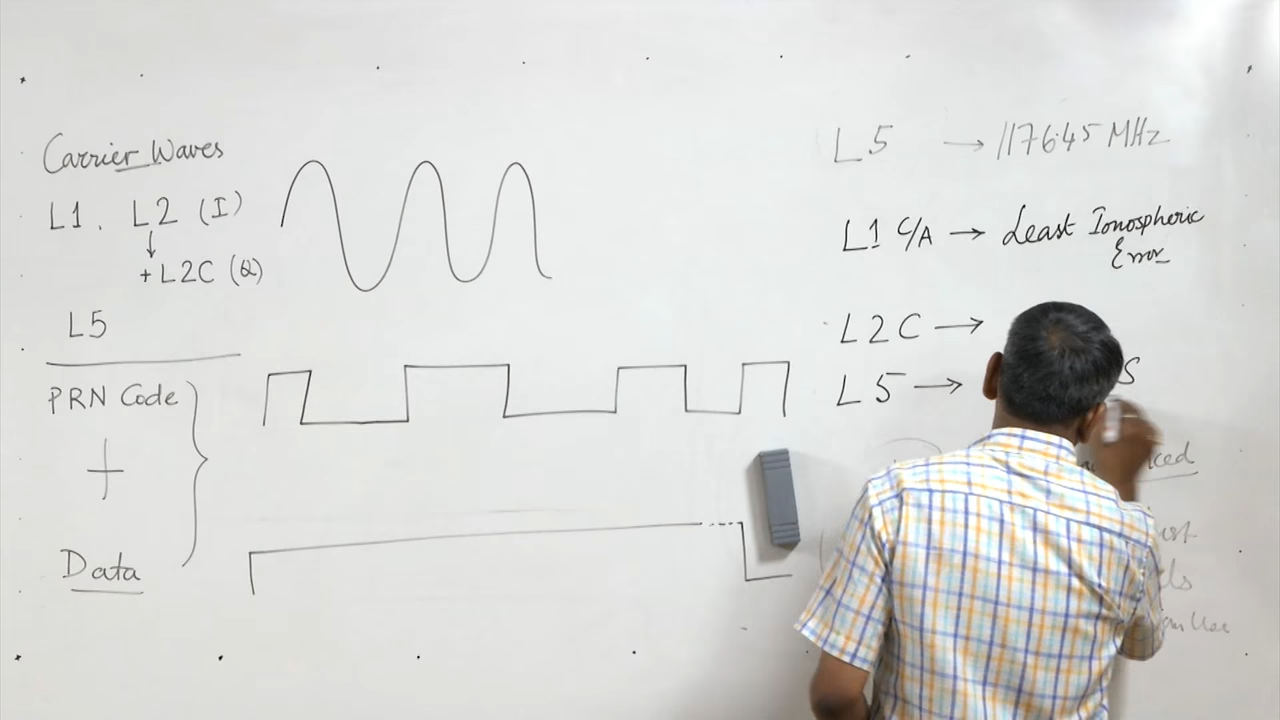 Carrier Waves
L1, L2 (I)
↓
+ L2C (Q)
L5
PRN Code
+
Data
L5 → 1176.45 MHz
L1 C/A → Least Ionospheric
Error
L2C →
L5 →